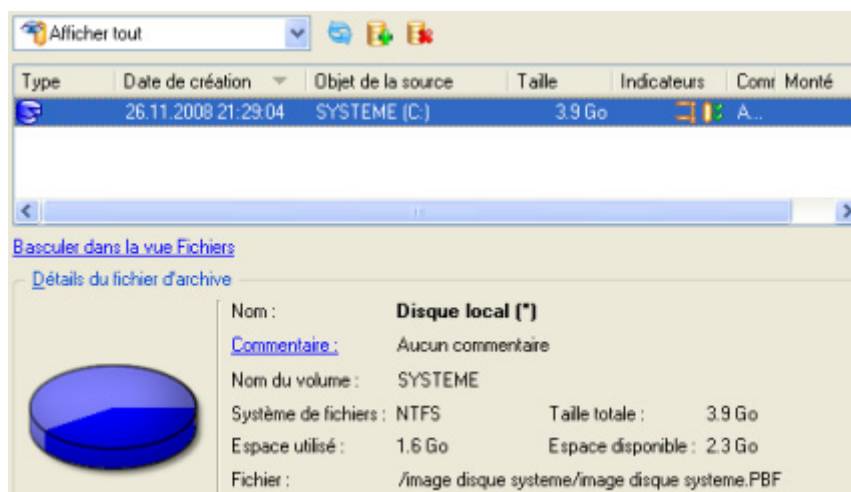 Afficher tout
Type Date de création Objet de la source Taille Indicateurs Comr Monté
26.11.2008 21:29:04 SYSTEME (C:) 3.9 Go A...
Basculer dans la vue Fichiers
Détails du fichier d'archive
Nom : Disque local (*)
Commentaire : Aucun commentaire
Nom du volume : SYSTEME
Système de fichiers : NTFS Taille totale : 3.9 Go
Espace utilisé : 1.6 Go Espace disponible : 2.3 Go
Fichier : /image disque systeme/image disque systeme.PBF